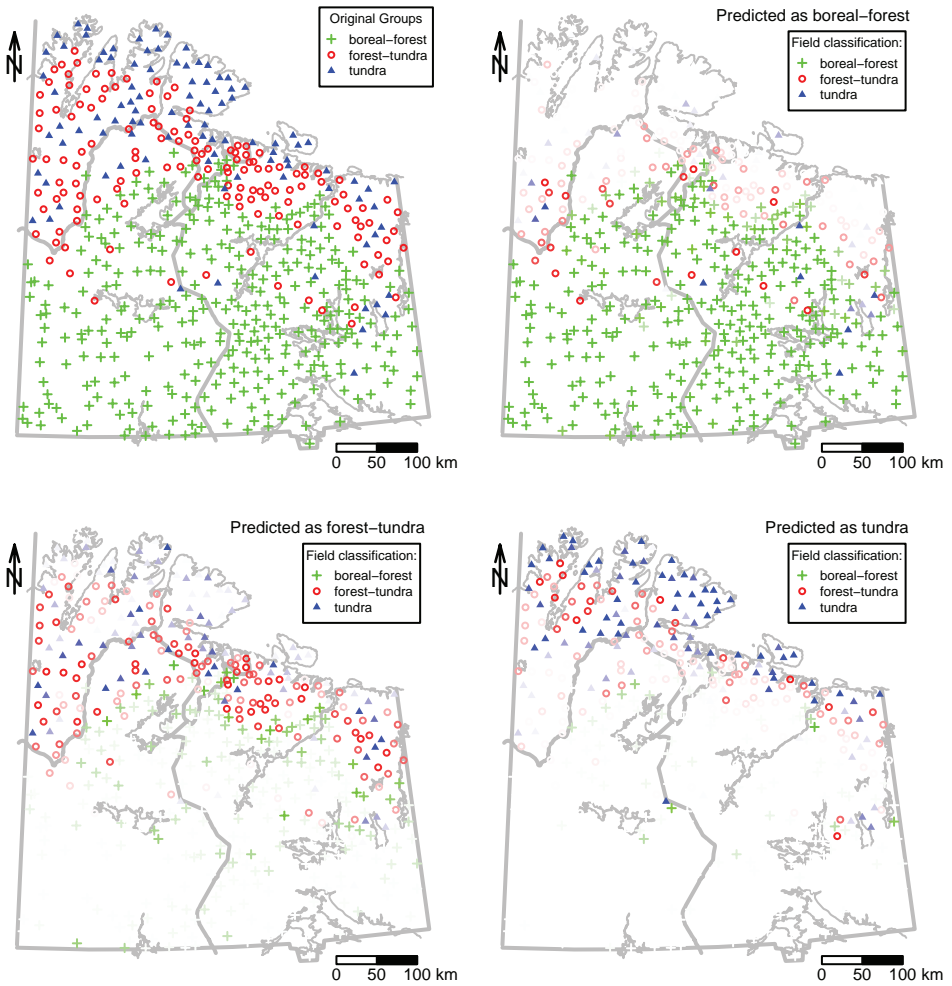 Original Groups
boreal−forest
forest−tundra
tundra
N
0 50 100 km
Predicted as boreal−forest
Field classification:
boreal−forest
forest−tundra
tundra
N
0 50 100 km
Predicted as forest−tundra
Field classification:
boreal−forest
forest−tundra
tundra
N
0 50 100 km
Predicted as tundra
Field classification:
boreal−forest
forest−tundra
tundra
N
0 50 100 km